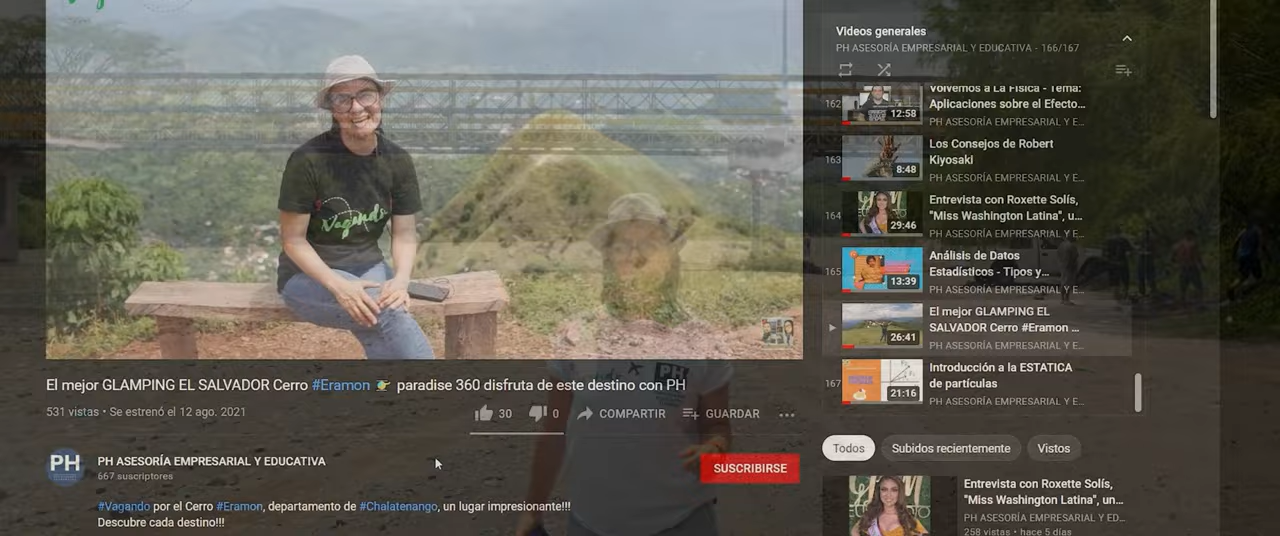 Vagando
El mejor GLAMPING EL SALVADOR Cerro #Eramon paradise 360 disfruta de este destino con PH
531 vistas • Se estrenó el 12 ago. 2021
30
0
COMPARTIR
GUARDAR
PH
PH
PH ASESORÍA EMPRESARIAL Y EDUCATIVA
667 suscriptores
SUSCRIBIRSE
#Vagando por el Cerro #Eramon, departamento de #Chalatenango, un lugar impresionante!!!
Descubre cada destino!!!
Videos generales
PH ASESORÍA EMPRESARIAL Y EDUCATIVA - 166/167
162
12:58
Volvemos a La Física - Tema:
Aplicaciones sobre el Efecto...
PH ASESORÍA EMPRESARIAL Y E...
163
8:48
Los Consejos de Robert
Kiyosaki
PH ASESORÍA EMPRESARIAL Y E...
164
29:46
Entrevista con Roxette Solís,
"Miss Washington Latina", u...
PH ASESORÍA EMPRESARIAL Y E...
165
13:39
Análisis de Datos
Estadísticos - Tipos y...
PH ASESORÍA EMPRESARIAL Y E...
26:41
El mejor GLAMPING EL
SALVADOR Cerro #Eramon ...
PH ASESORÍA EMPRESARIAL Y E...
167
21:16
Introducción a la ESTATICA
de partículas
PH ASESORÍA EMPRESARIAL Y E...
Todos
Subidos recientemente
Vistos
Entrevista con Roxette Solís,
"Miss Washington Latina", un...
PH ASESORÍA EMPRESARIAL Y ED...
258 vistas • hace 5 días